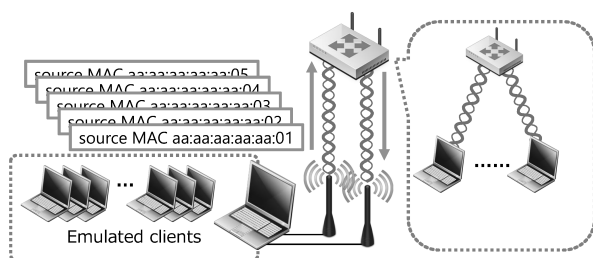 source MAC aa:aa:aa:aa:aa:05
source MAC aa:aa:aa:aa:aa:04
source MAC aa:aa:aa:aa:aa:03
source MAC aa:aa:aa:aa:aa:02
source MAC aa:aa:aa:aa:aa:01
Emulated clients